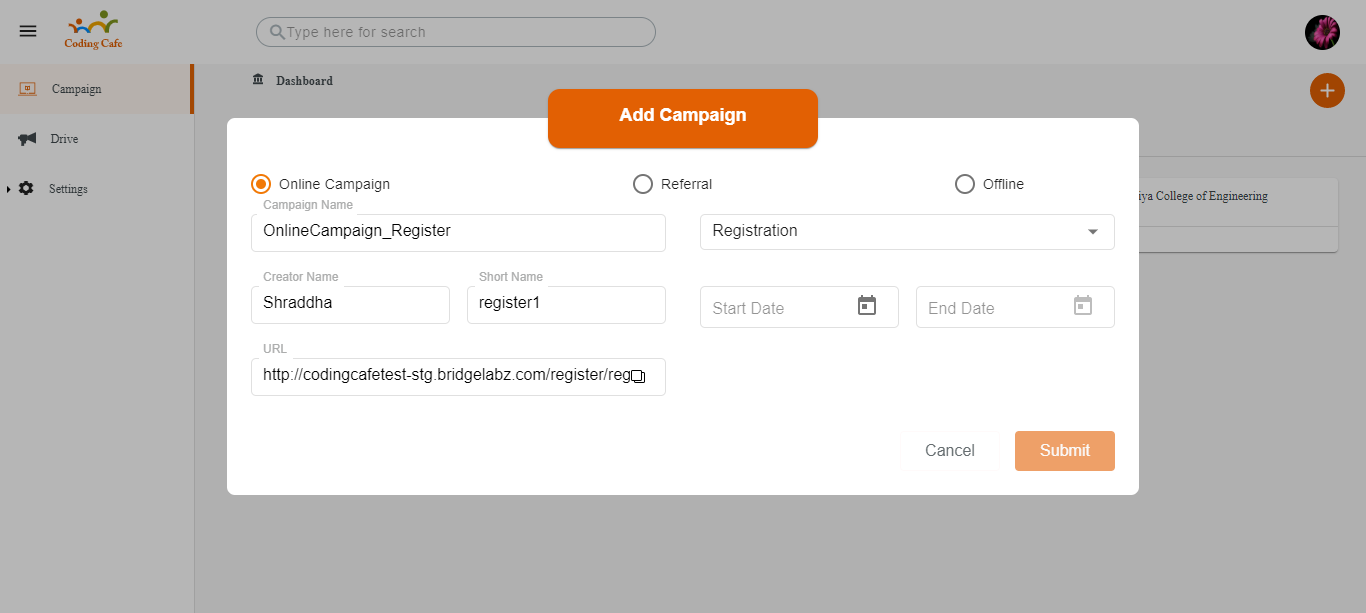 Coding Cafe
Type here for search
Campaign
Dashboard
Drive
Settings
Add Campaign
Online Campaign
Referral
Offline
Campaign Name
OnlineCampaign_Register
Registration
Creator Name
Shraddha
Short Name
register1
Start Date
End Date
URL
http://codingcafetest-stg.bridgelabz.com/register/reg
Cancel
Submit
College of Engineering